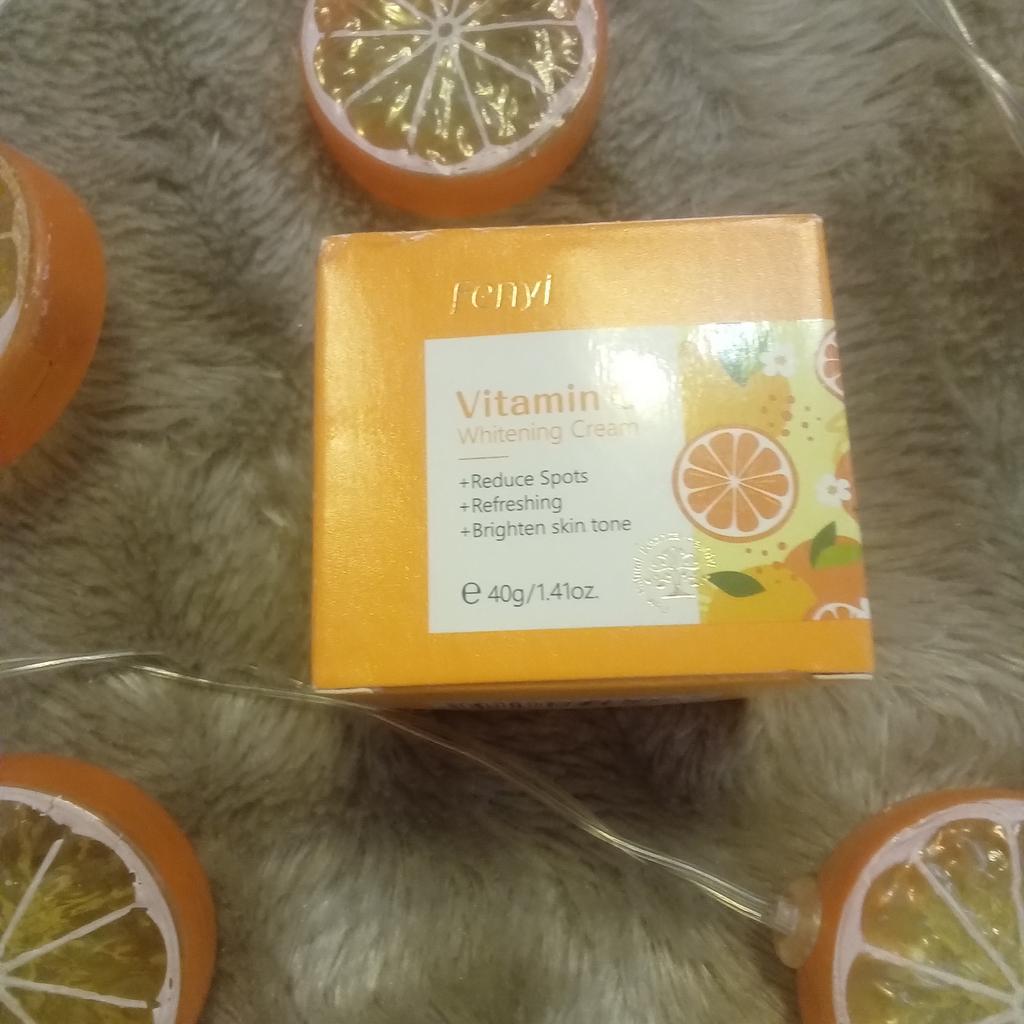 Fenyi
Vitamin C
Whitening Cream
+Reduce Spots
+Refreshing
+Brighten skin tone
℮ 40g/1.41oz.